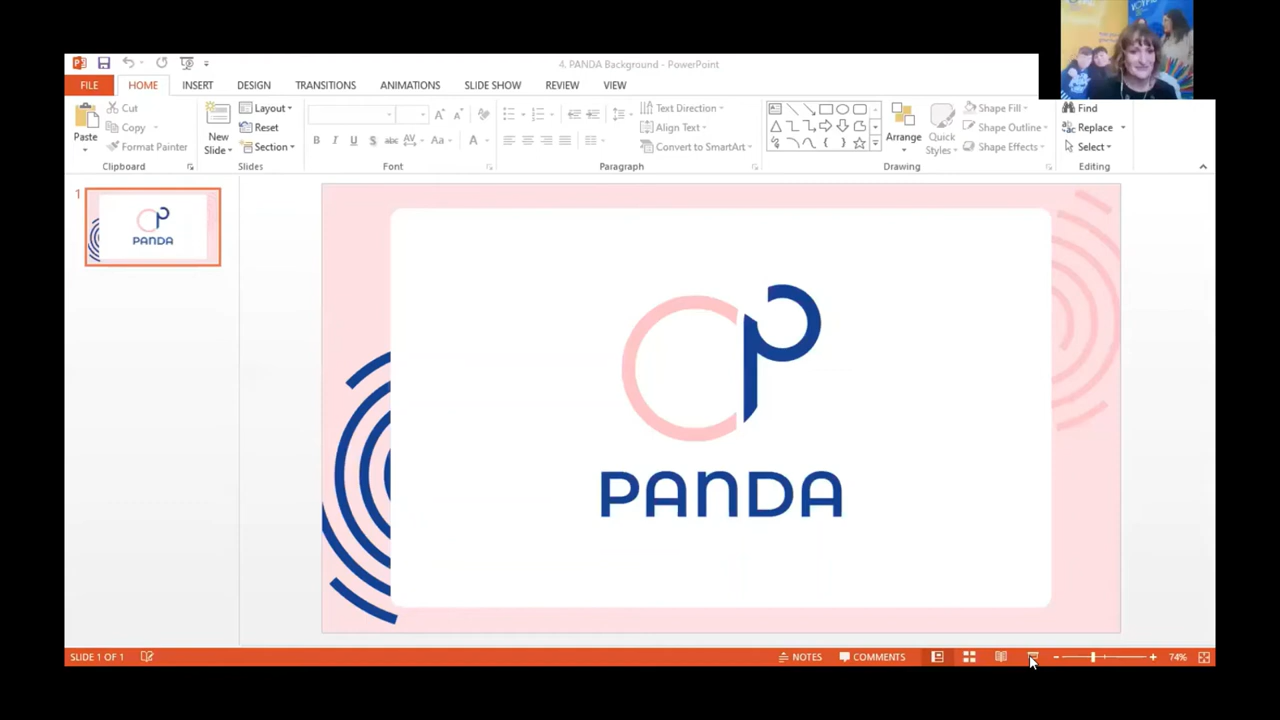 4. PANDA Background - PowerPoint
FILE HOME INSERT DESIGN TRANSITIONS ANIMATIONS SLIDE SHOW REVIEW VIEW
Cut Layout Text Direction Shape Fill Find
Copy Reset Align Text Shape Outline Replace
Paste New Slide Arrange Quick Styles
Format Painter Section B I U S abc AV Aa A Convert to SmartArt Shape Effects Select
Clipboard Slides Font Paragraph Drawing Editing
1
PANDA
PANDA
SLIDE 1 OF 1 NOTES COMMENTS 74%